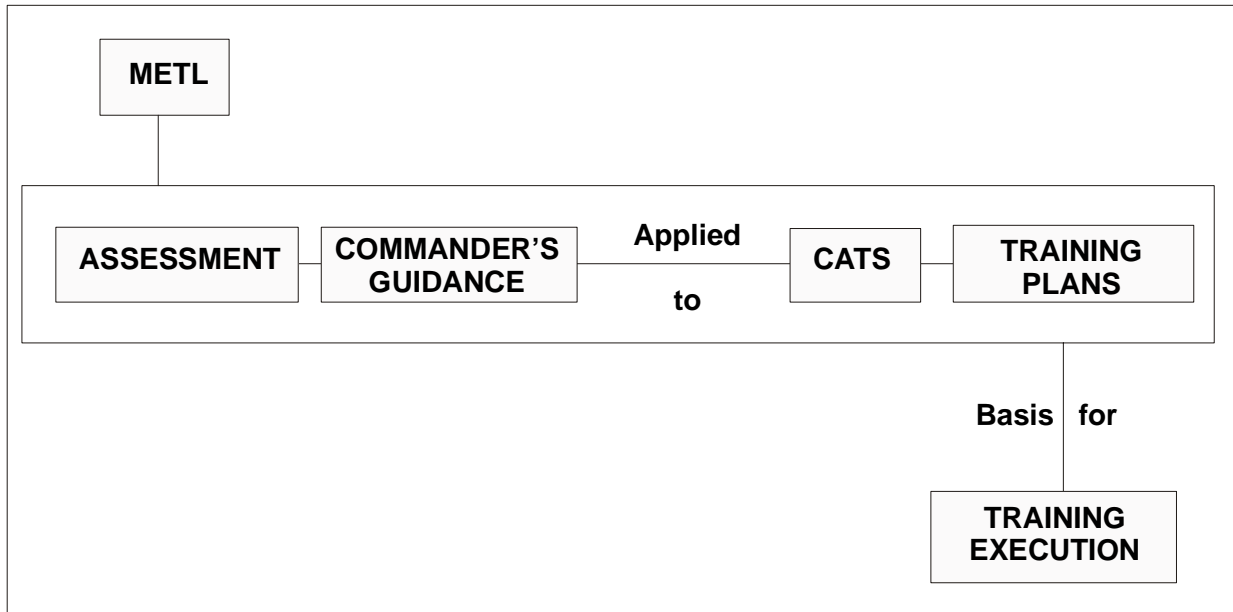 METL
ASSESSMENT
COMMANDER'S
GUIDANCE
Applied
to
CATS
TRAINING
PLANS
Basis for
TRAINING
EXECUTION